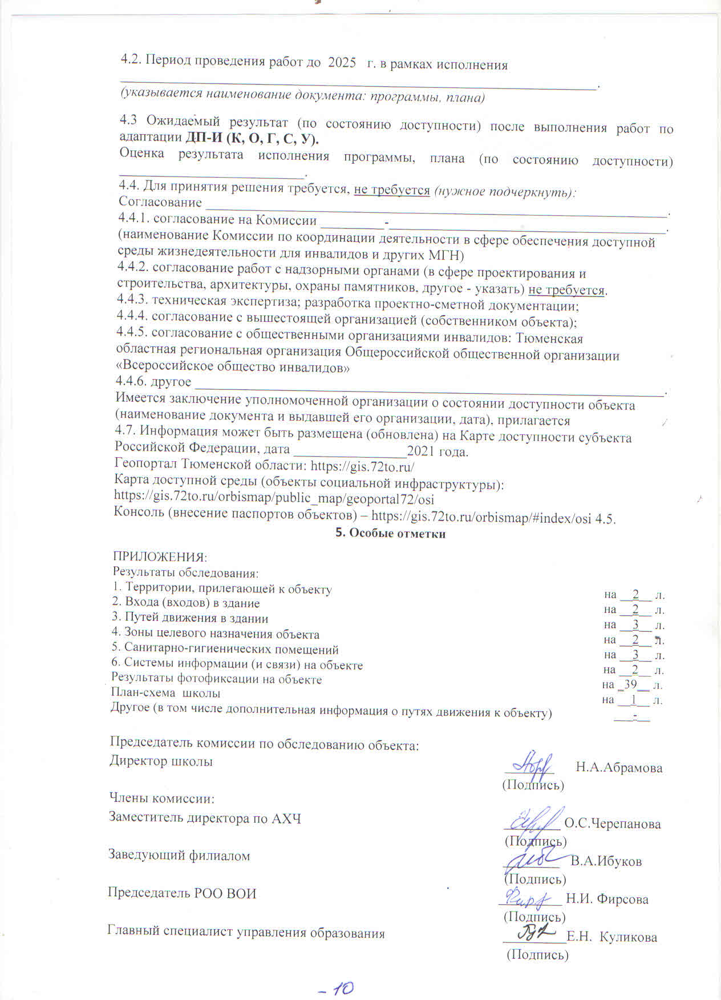 4.2. Период проведения работ до 2025 г. в рамках исполнения
___________________________.
(указывается наименование документа: программы, плана)
4.3 Ожидаемый результат (по состоянию доступности) после выполнения работ по
адаптации ДП-И (К, О, Г, С, У).
Оценка результата исполнения программы, плана (по состоянию доступности)
____________________.
4.4. Для принятия решения требуется, не требуется (нужное подчеркнуть):
Согласование ____________________.
4.4.1. согласование на Комиссии _________-____________________.
(наименование Комиссии по координации деятельности в сфере обеспечения доступной
среды жизнедеятельности для инвалидов и других МГН)
4.4.2. согласование работ с надзорными органами (в сфере проектирования и
строительства, архитектуры, охраны памятников, другое - указать) не требуется.
4.4.3. техническая экспертиза; разработка проектно-сметной документации;
4.4.4. согласование с вышестоящей организацией (собственником объекта);
4.4.5. согласование с общественными организациями инвалидов: Тюменская
областная региональная организация Общероссийской общественной организации
«Всероссийское общество инвалидов»
4.4.6. другое ____________________.
Имеется заключение уполномоченной организации о состоянии доступности объекта
(наименование документа и выдавшей его организации, дата), прилагается
4.7. Информация может быть размещена (обновлена) на Карте доступности субъекта
Российской Федерации, дата ________________2021 года.
Геопортал Тюменской области: https://gis.72to.ru/
Карта доступной среды (объекты социальной инфраструктуры):
https://gis.72to.ru/orbismap/public_map/geoportal72/osi
Консоль (внесение паспортов объектов) – https://gis.72to.ru/orbismap/#index/osi 4.5.
5. Особые отметки
ПРИЛОЖЕНИЯ:
Результаты обследования:
1. Территории, прилегающей к объекту на __2__ л.
2. Входа (входов) в здание на __2__ л.
3. Путей движения в здании на __3__ л.
4. Зоны целевого назначения объекта на __2__ л.
5. Санитарно-гигиенических помещений на __3__ л.
6. Системы информации (и связи) на объекте на __2__ л.
Результаты фотофиксации на объекте на _39__ л.
План-схема школы на __1__ л.
Другое (в том числе дополнительная информация о путях движения к объекту) ___-__
Председатель комиссии по обследованию объекта:
Директор школы _______ Н.А.Абрамова
(Подпись)
Члены комиссии:
Заместитель директора по АХЧ ________ О.С.Черепанова
(Подпись)
Заведующий филиалом ________ В.А.Ибуков
(Подпись)
Председатель РОО ВОИ _________ Н.И. Фирсова
(Подпись)
Главный специалист управления образования _________Е.Н. Куликова
(Подпись)
- 10